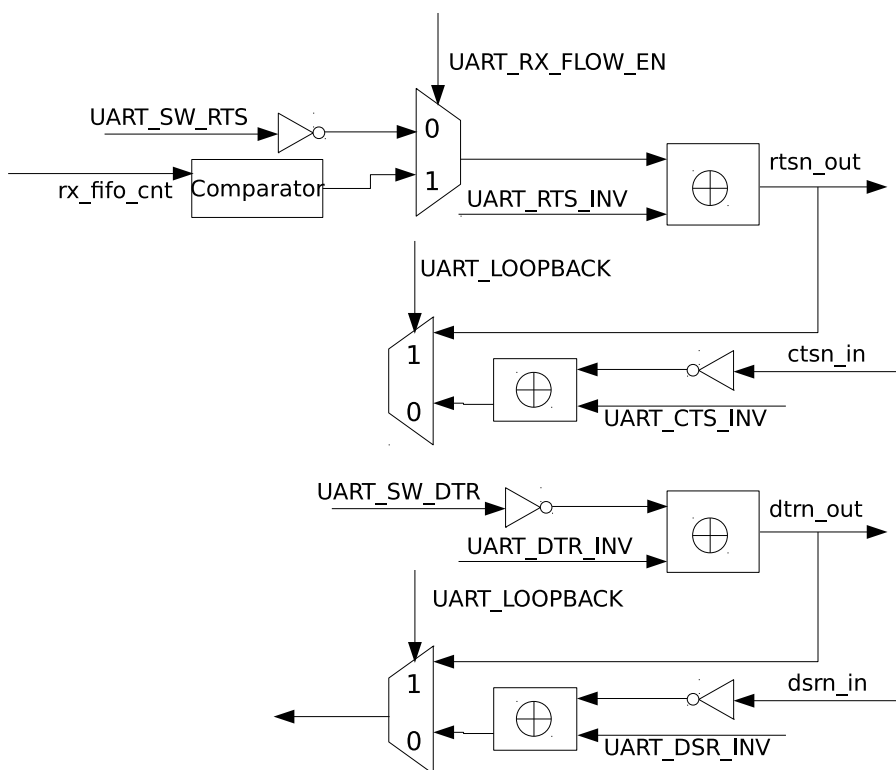 UART_RX_FLOW_EN
UART_SW_RTS
0
rtsn_out
rx_fifo_cnt
Comparator
1
UART_RTS_INV
UART_LOOPBACK
1
ctsn_in
0
UART_CTS_INV
UART_SW_DTR
dtrn_out
UART_DTR_INV
UART_LOOPBACK
1
dsrn_in
0
UART_DSR_INV